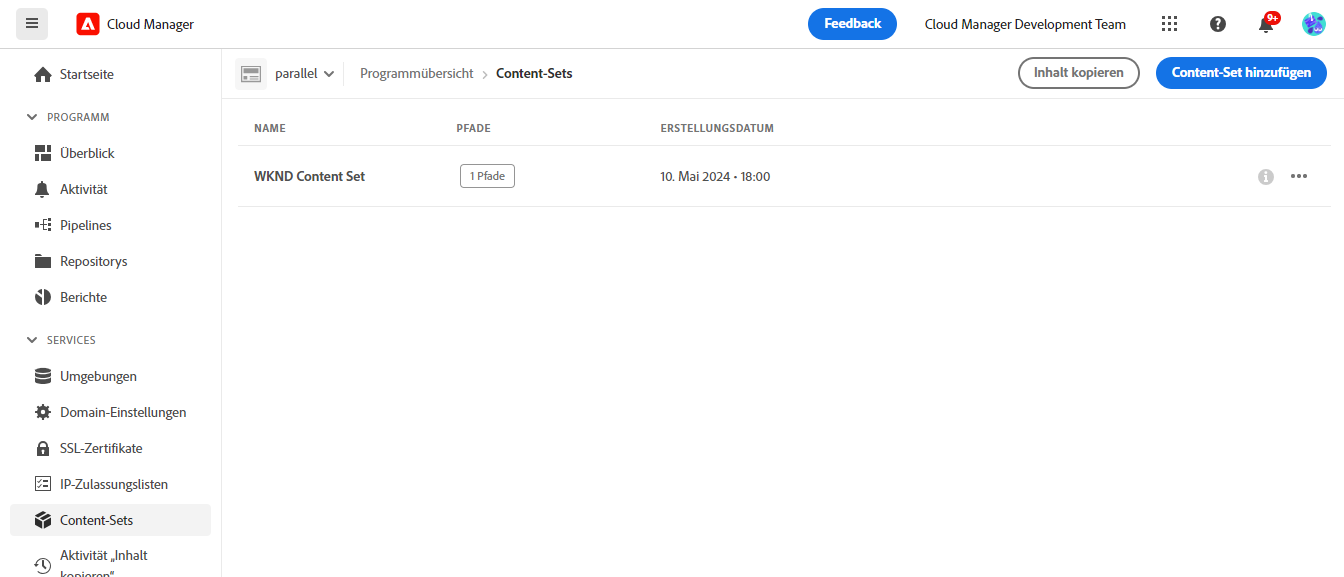 Cloud Manager
Feedback
Cloud Manager Development Team
9+
Startseite
PROGRAMM
Überblick
Aktivität
Pipelines
Repositorys
Berichte
SERVICES
Umgebungen
Domain-Einstellungen
SSL-Zertifikate
IP-Zulassungslisten
Content-Sets
Aktivität „Inhalt
kopieren“
parallel
Programmübersicht › Content-Sets
Inhalt kopieren
Content-Set hinzufügen
NAME PFADE ERSTELLUNGSDATUM
WKND Content Set 1 Pfade 10. Mai 2024 • 18:00